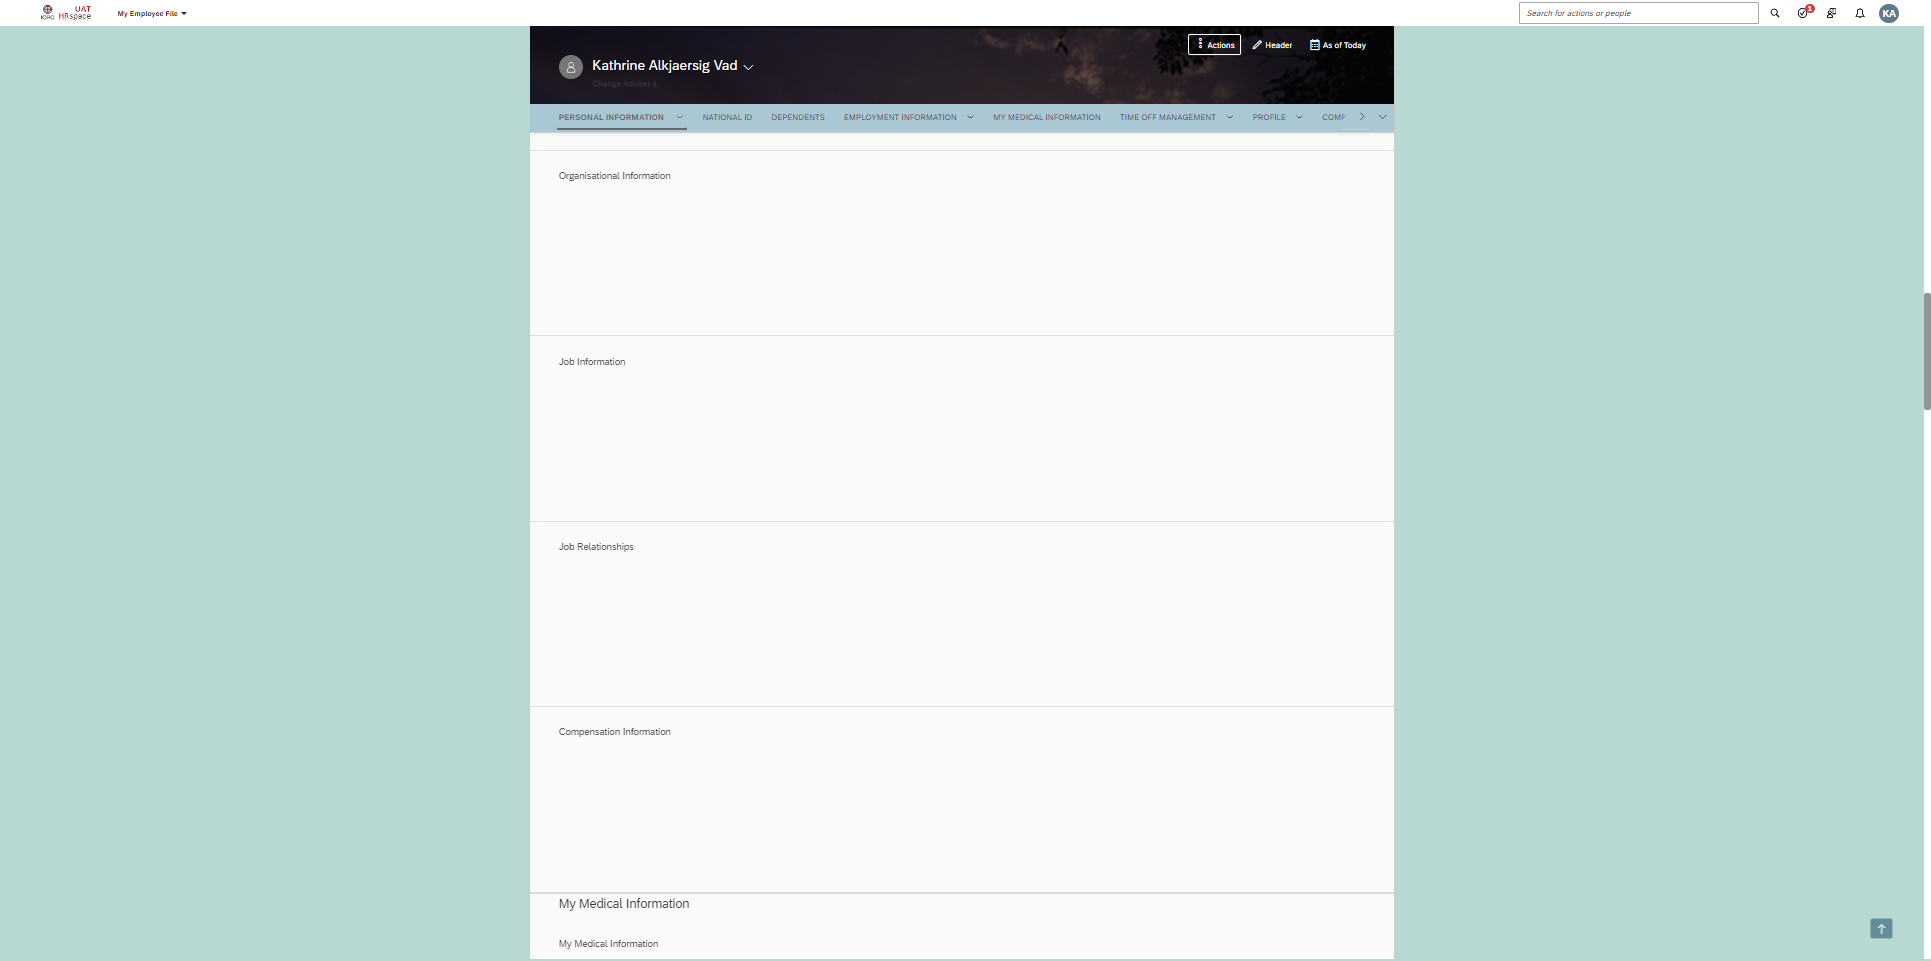 ICRC
UAT
HRspace
My Employee File
Search for actions or people
1
KA
Actions
Header
As of Today
Kathrine Alkjaersig Vad
Change Adviser 1
PERSONAL INFORMATION
NATIONAL ID
DEPENDENTS
EMPLOYMENT INFORMATION
MY MEDICAL INFORMATION
TIME OFF MANAGEMENT
PROFILE
COMP
Organisational Information
Job Information
Job Relationships
Compensation Information
My Medical Information
My Medical Information